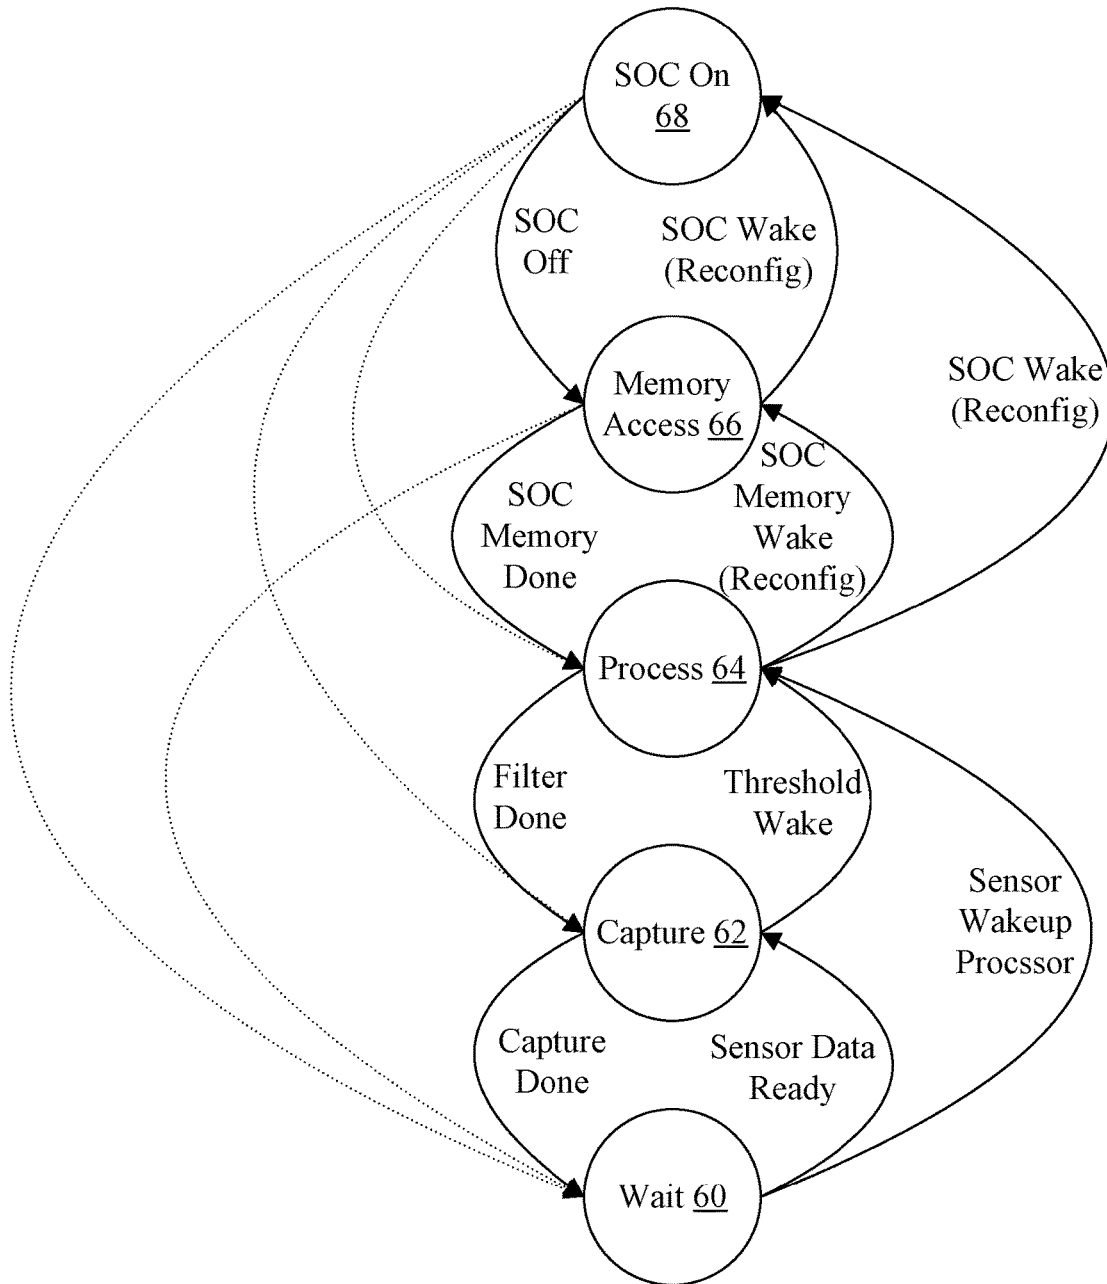 SOC On
68
SOC
Off
SOC Wake
(Reconfig)
SOC Wake
(Reconfig)
Memory
Access 66
SOC
Memory
Done
SOC
Memory
Wake
(Reconfig)
Process 64
Filter
Done
Threshold
Wake
Sensor
Wakeup
Procssor
Capture 62
Capture
Done
Sensor Data
Ready
Wait 60